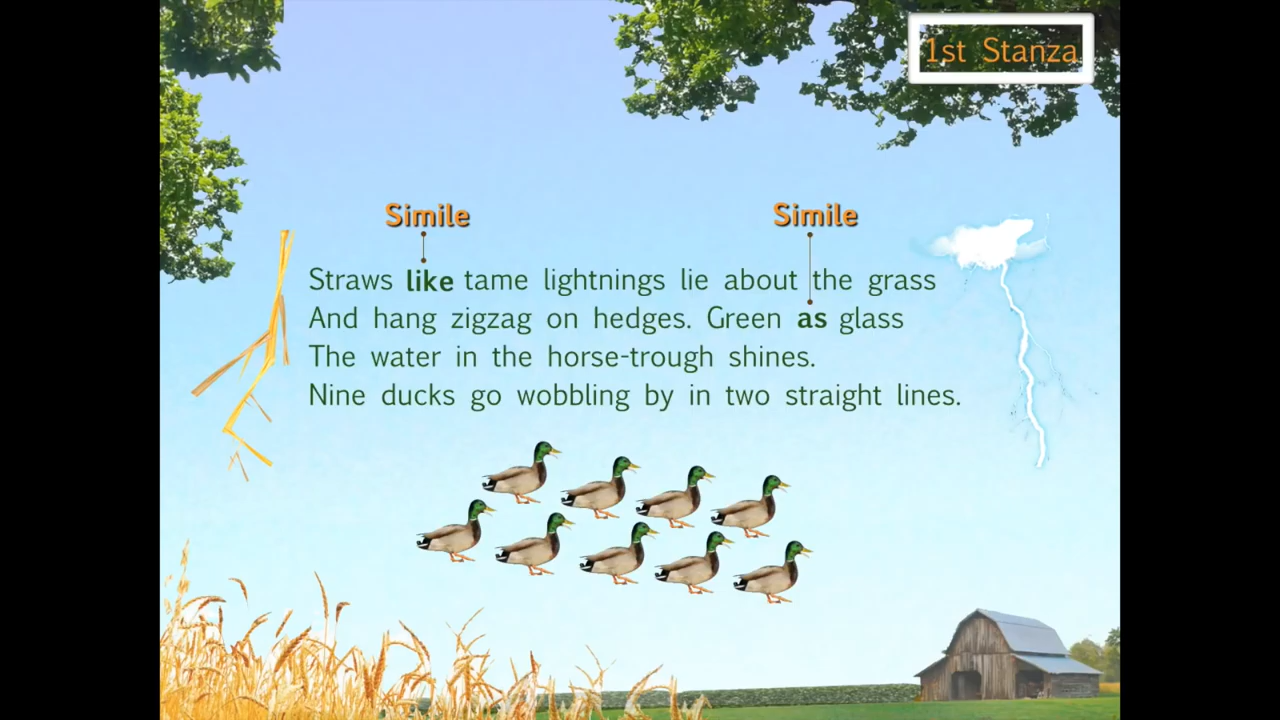 1st Stanza
Simile Simile
Straws like tame lightnings lie about the grass
And hang zigzag on hedges. Green as glass
The water in the horse-trough shines.
Nine ducks go wobbling by in two straight lines.